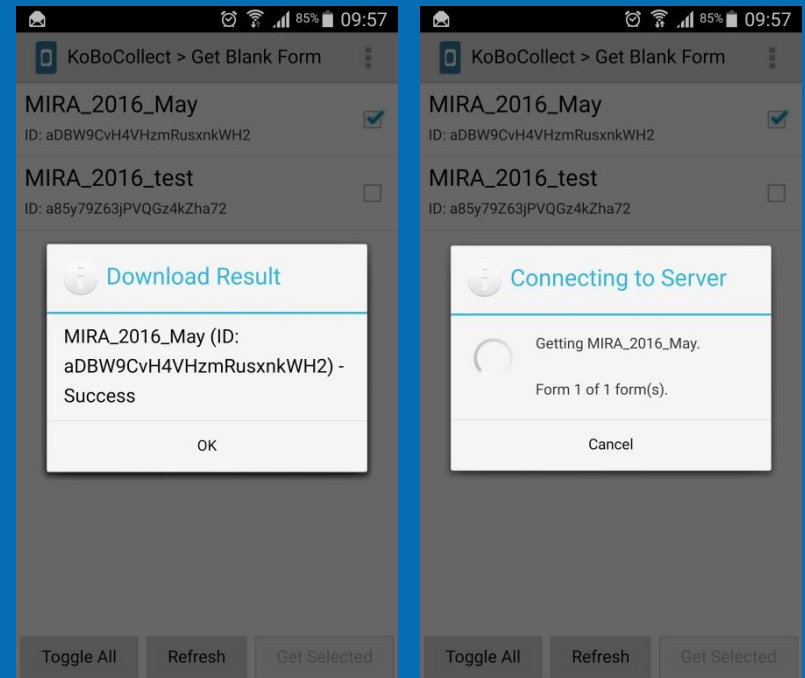 85% 09:57
KoBoCollect > Get Blank Form
MIRA_2016_May
ID: aDBW9CvH4VHzmRusxnkWH2
MIRA_2016_test
ID: a85y79Z63jPVQGz4kZha72
Download Result
MIRA_2016_May (ID:
aDBW9CvH4VHzmRusxnkWH2) -
Success
OK
Toggle All Refresh Get Selected
85% 09:57
KoBoCollect > Get Blank Form
MIRA_2016_May
ID: aDBW9CvH4VHzmRusxnkWH2
MIRA_2016_test
ID: a85y79Z63jPVQGz4kZha72
Connecting to Server
Getting MIRA_2016_May.
Form 1 of 1 form(s).
Cancel
Toggle All Refresh Get Selected